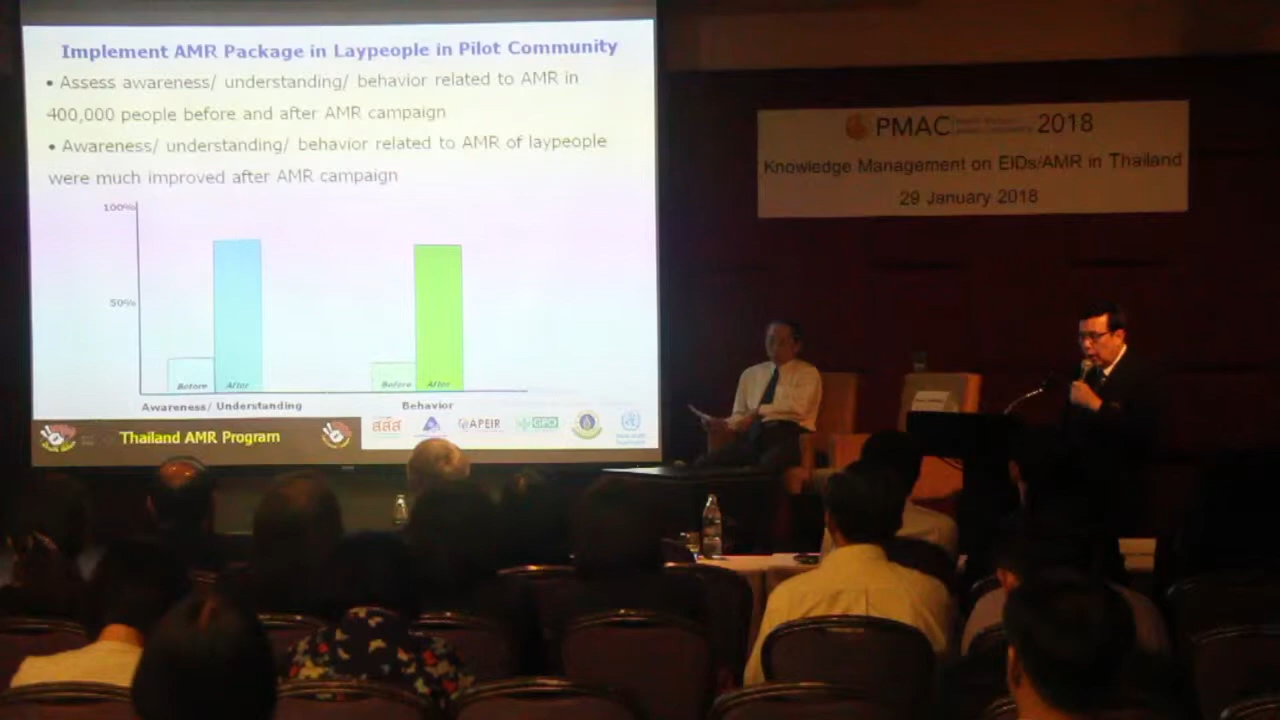 Implement AMR Package in Laypeople in Pilot Community
• Assess awareness/ understanding/ behavior related to AMR in
400,000 people before and after AMR campaign
• Awareness/ understanding/ behavior related to AMR of laypeople
were much improved after AMR campaign
100%
50%
Before
After
Before
After
Awareness/ Understanding
Behavior
Thailand AMR Program
สสส
APEIR
GPO
PMAC 2018
Knowledge Management on EIDs/AMR in Thailand
29 January 2018